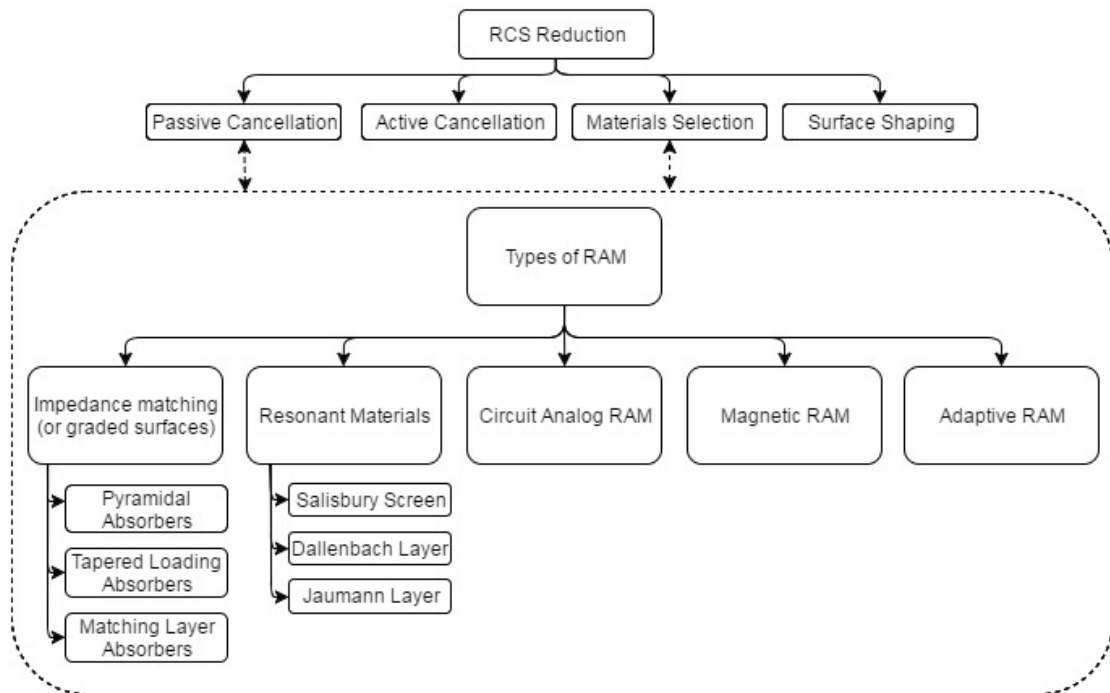 RCS Reduction
Passive Cancellation
Active Cancellation
Materials Selection
Surface Shaping
Types of RAM
Impedance matching
(or graded surfaces)
Resonant Materials
Circuit Analog RAM
Magnetic RAM
Adaptive RAM
Pyramidal
Absorbers
Tapered Loading
Absorbers
Matching Layer
Absorbers
Salisbury Screen
Dallenbach Layer
Jaumann Layer